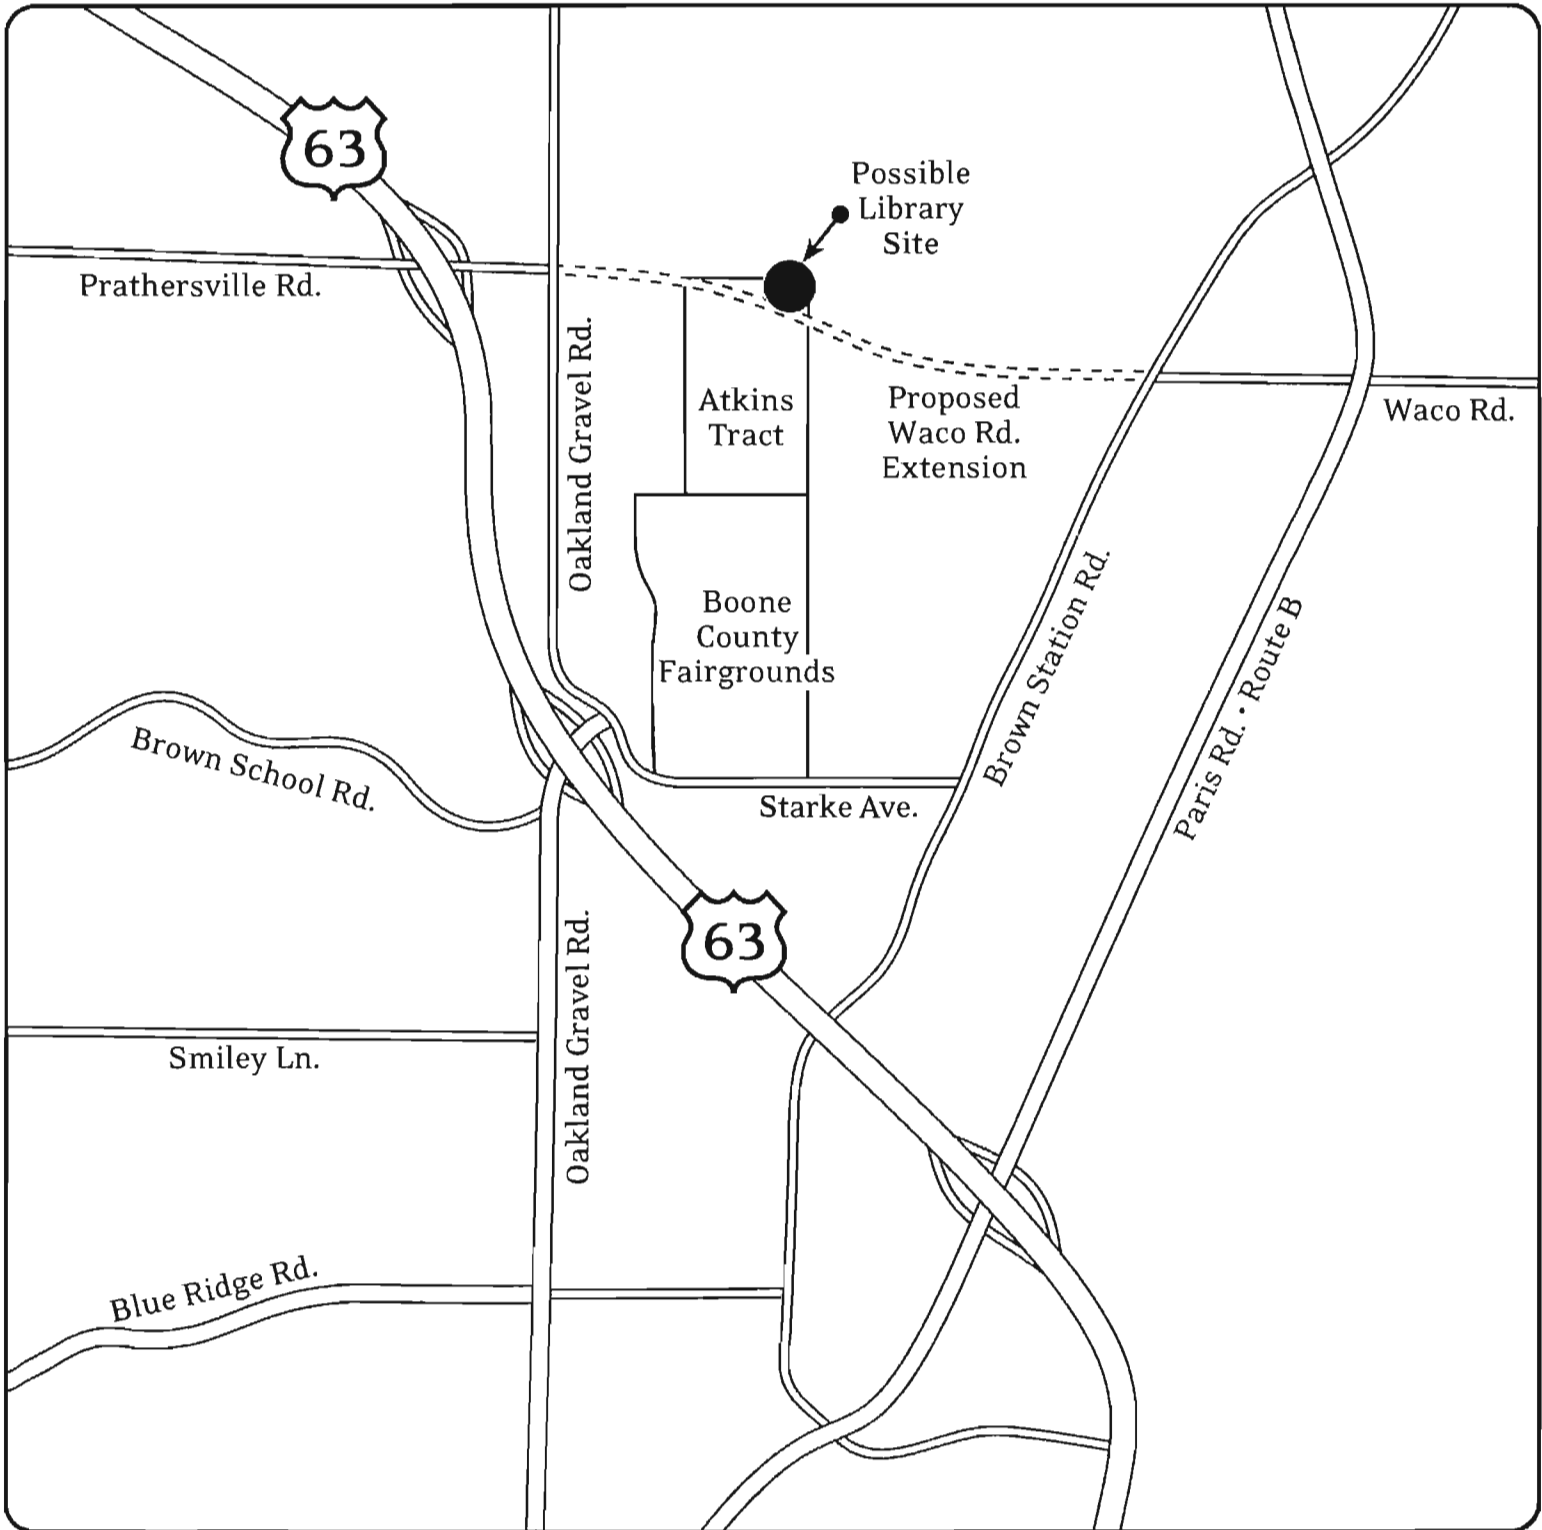 63
Possible
Library
Site
Prathersville Rd.
Oakland Gravel Rd.
Atkins
Tract
Proposed
Waco Rd.
Extension
Waco Rd.
Boone
County
Fairgrounds
Brown Station Rd.
Paris Rd. • Route B
Brown School Rd.
Starke Ave.
63
Oakland Gravel Rd.
Smiley Ln.
Blue Ridge Rd.